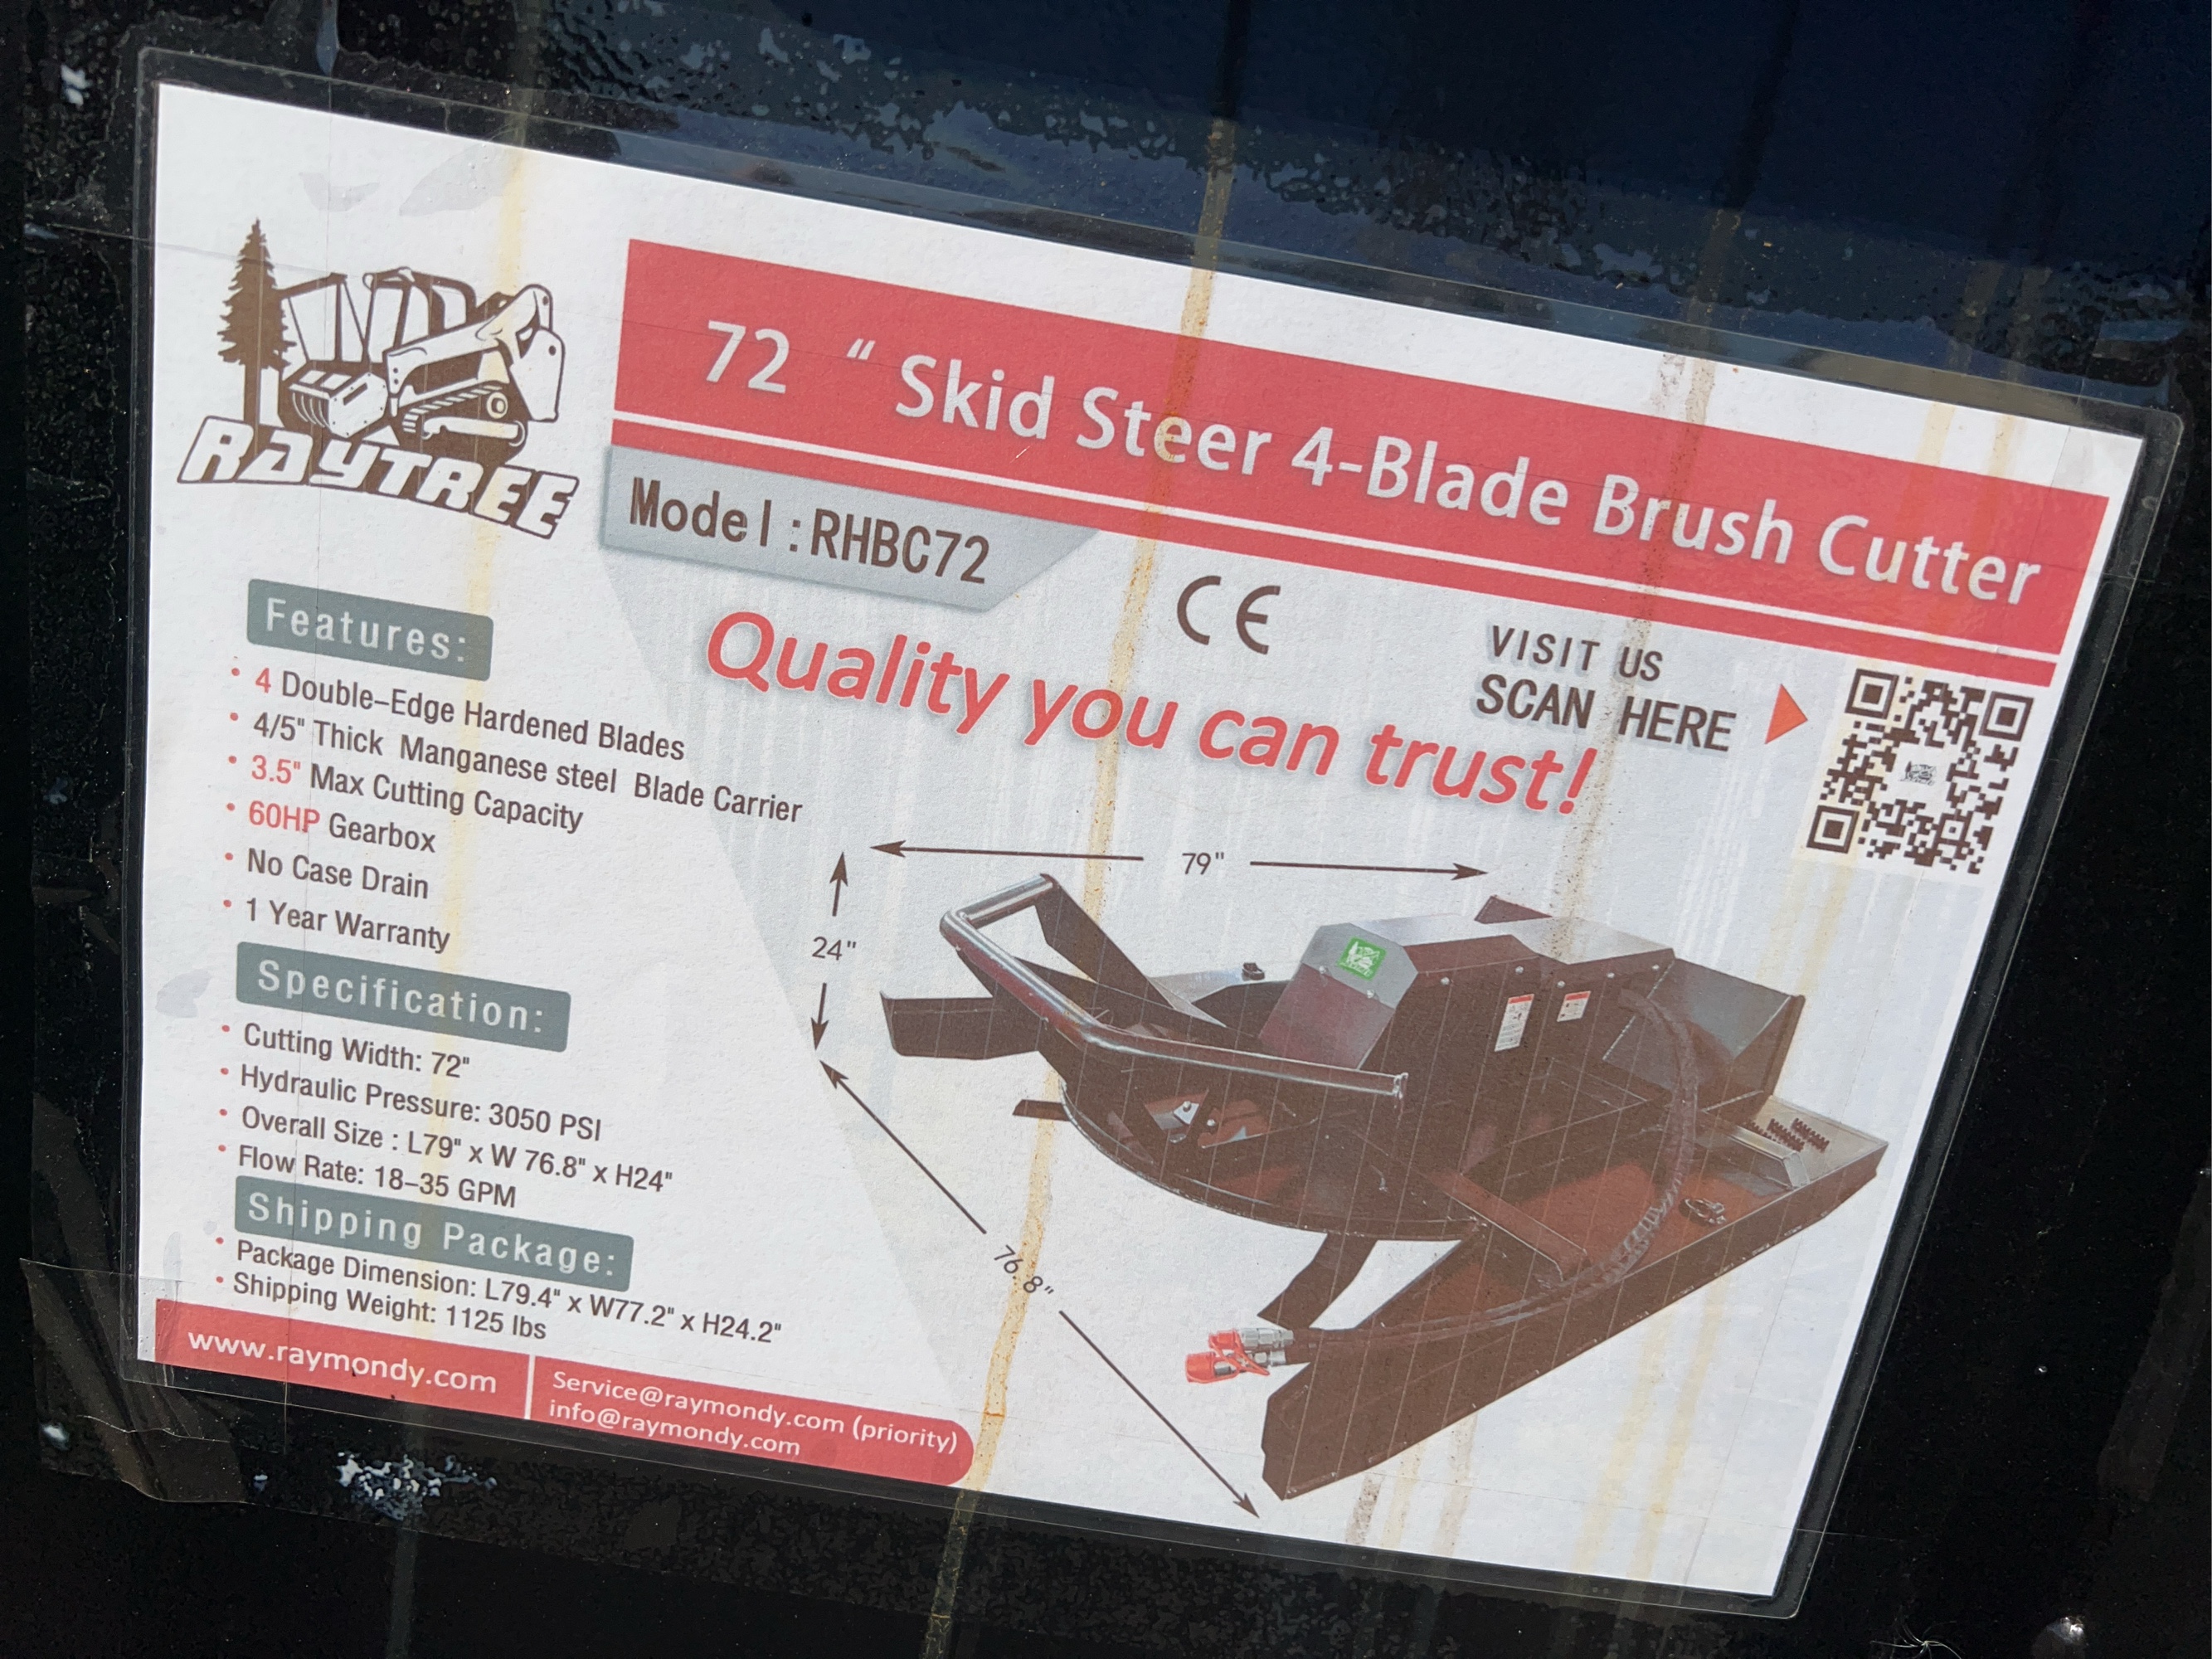 RAYTREE
72 “ Skid Steer 4-Blade Brush Cutter
Model:RHBC72
CE
VISIT US
SCAN HERE
Quality you can trust!
Features:
• 4 Double-Edge Hardened Blades
• 4/5" Thick Manganese steel Blade Carrier
• 3.5" Max Cutting Capacity
• 60HP Gearbox
• No Case Drain
• 1 Year Warranty
Specification:
• Cutting Width: 72"
• Hydraulic Pressure: 3050 PSI
• Overall Size : L79" x W 76.8" x H24"
• Flow Rate: 18-35 GPM
Shipping Package:
• Package Dimension: L79.4" x W77.2" x H24.2"
• Shipping Weight: 1125 lbs
79"
24"
76.8"
www.raymondy.com
Service@raymondy.com (priority)
info@raymondy.com